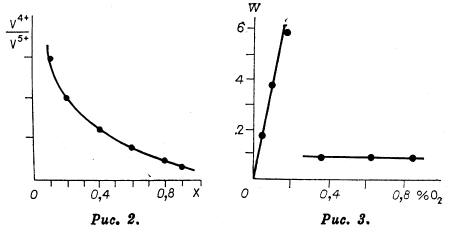 V⁴⁺
V⁵⁺
0 0,4 0,8 X
Рис. 2.
W
6
4
,2
0 0,4 0,8 %O₂
Рис. 3.